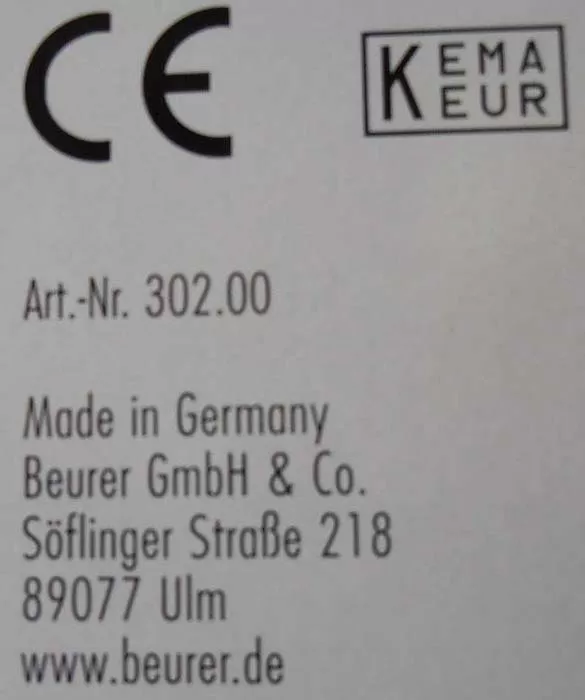 CE
KEMA
EUR
Art.-Nr. 302.00
Made in Germany
Beurer GmbH & Co.
Söflinger Straße 218
89077 Ulm
www.beurer.de